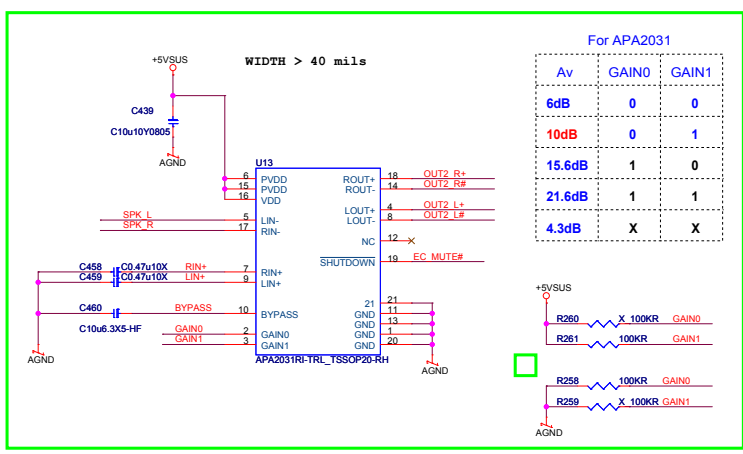 For APA2031
+5VSUS
WIDTH > 40 mils
Av GAIN0 GAIN1
6dB 0 0
10dB 0 1
15.6dB 1 0
21.6dB 1 1
4.3dB X X
C439
C10u10Y0805
AGND
U13
6 PVDD
15 PVDD
16 VDD
SPK_L 5 LIN-
SPK_R 17 RIN-
C458 C0.47u10X RIN+ 7 RIN+
C459 C0.47u10X LIN+ 9 LIN+
C460 BYPASS 10 BYPASS
C10u6.3X5-HF
GAIN0 2 GAIN0
GAIN1 3 GAIN1
AGND
ROUT+ 18 OUT2_R+
ROUT- 14 OUT2_R#
LOUT+ 4 OUT2_L+
LOUT- 8 OUT2_L#
NC 12
SHUTDOWN 19 EC_MUTE#
21 21
GND 11
GND 13
GND 1
GND 20
APA2031RI-TRL_TSSOP20-RH
AGND
+5VSUS
R260 X_100KR GAIN0
R261 100KR GAIN1
R258 100KR GAIN0
R259 X_100KR GAIN1
AGND